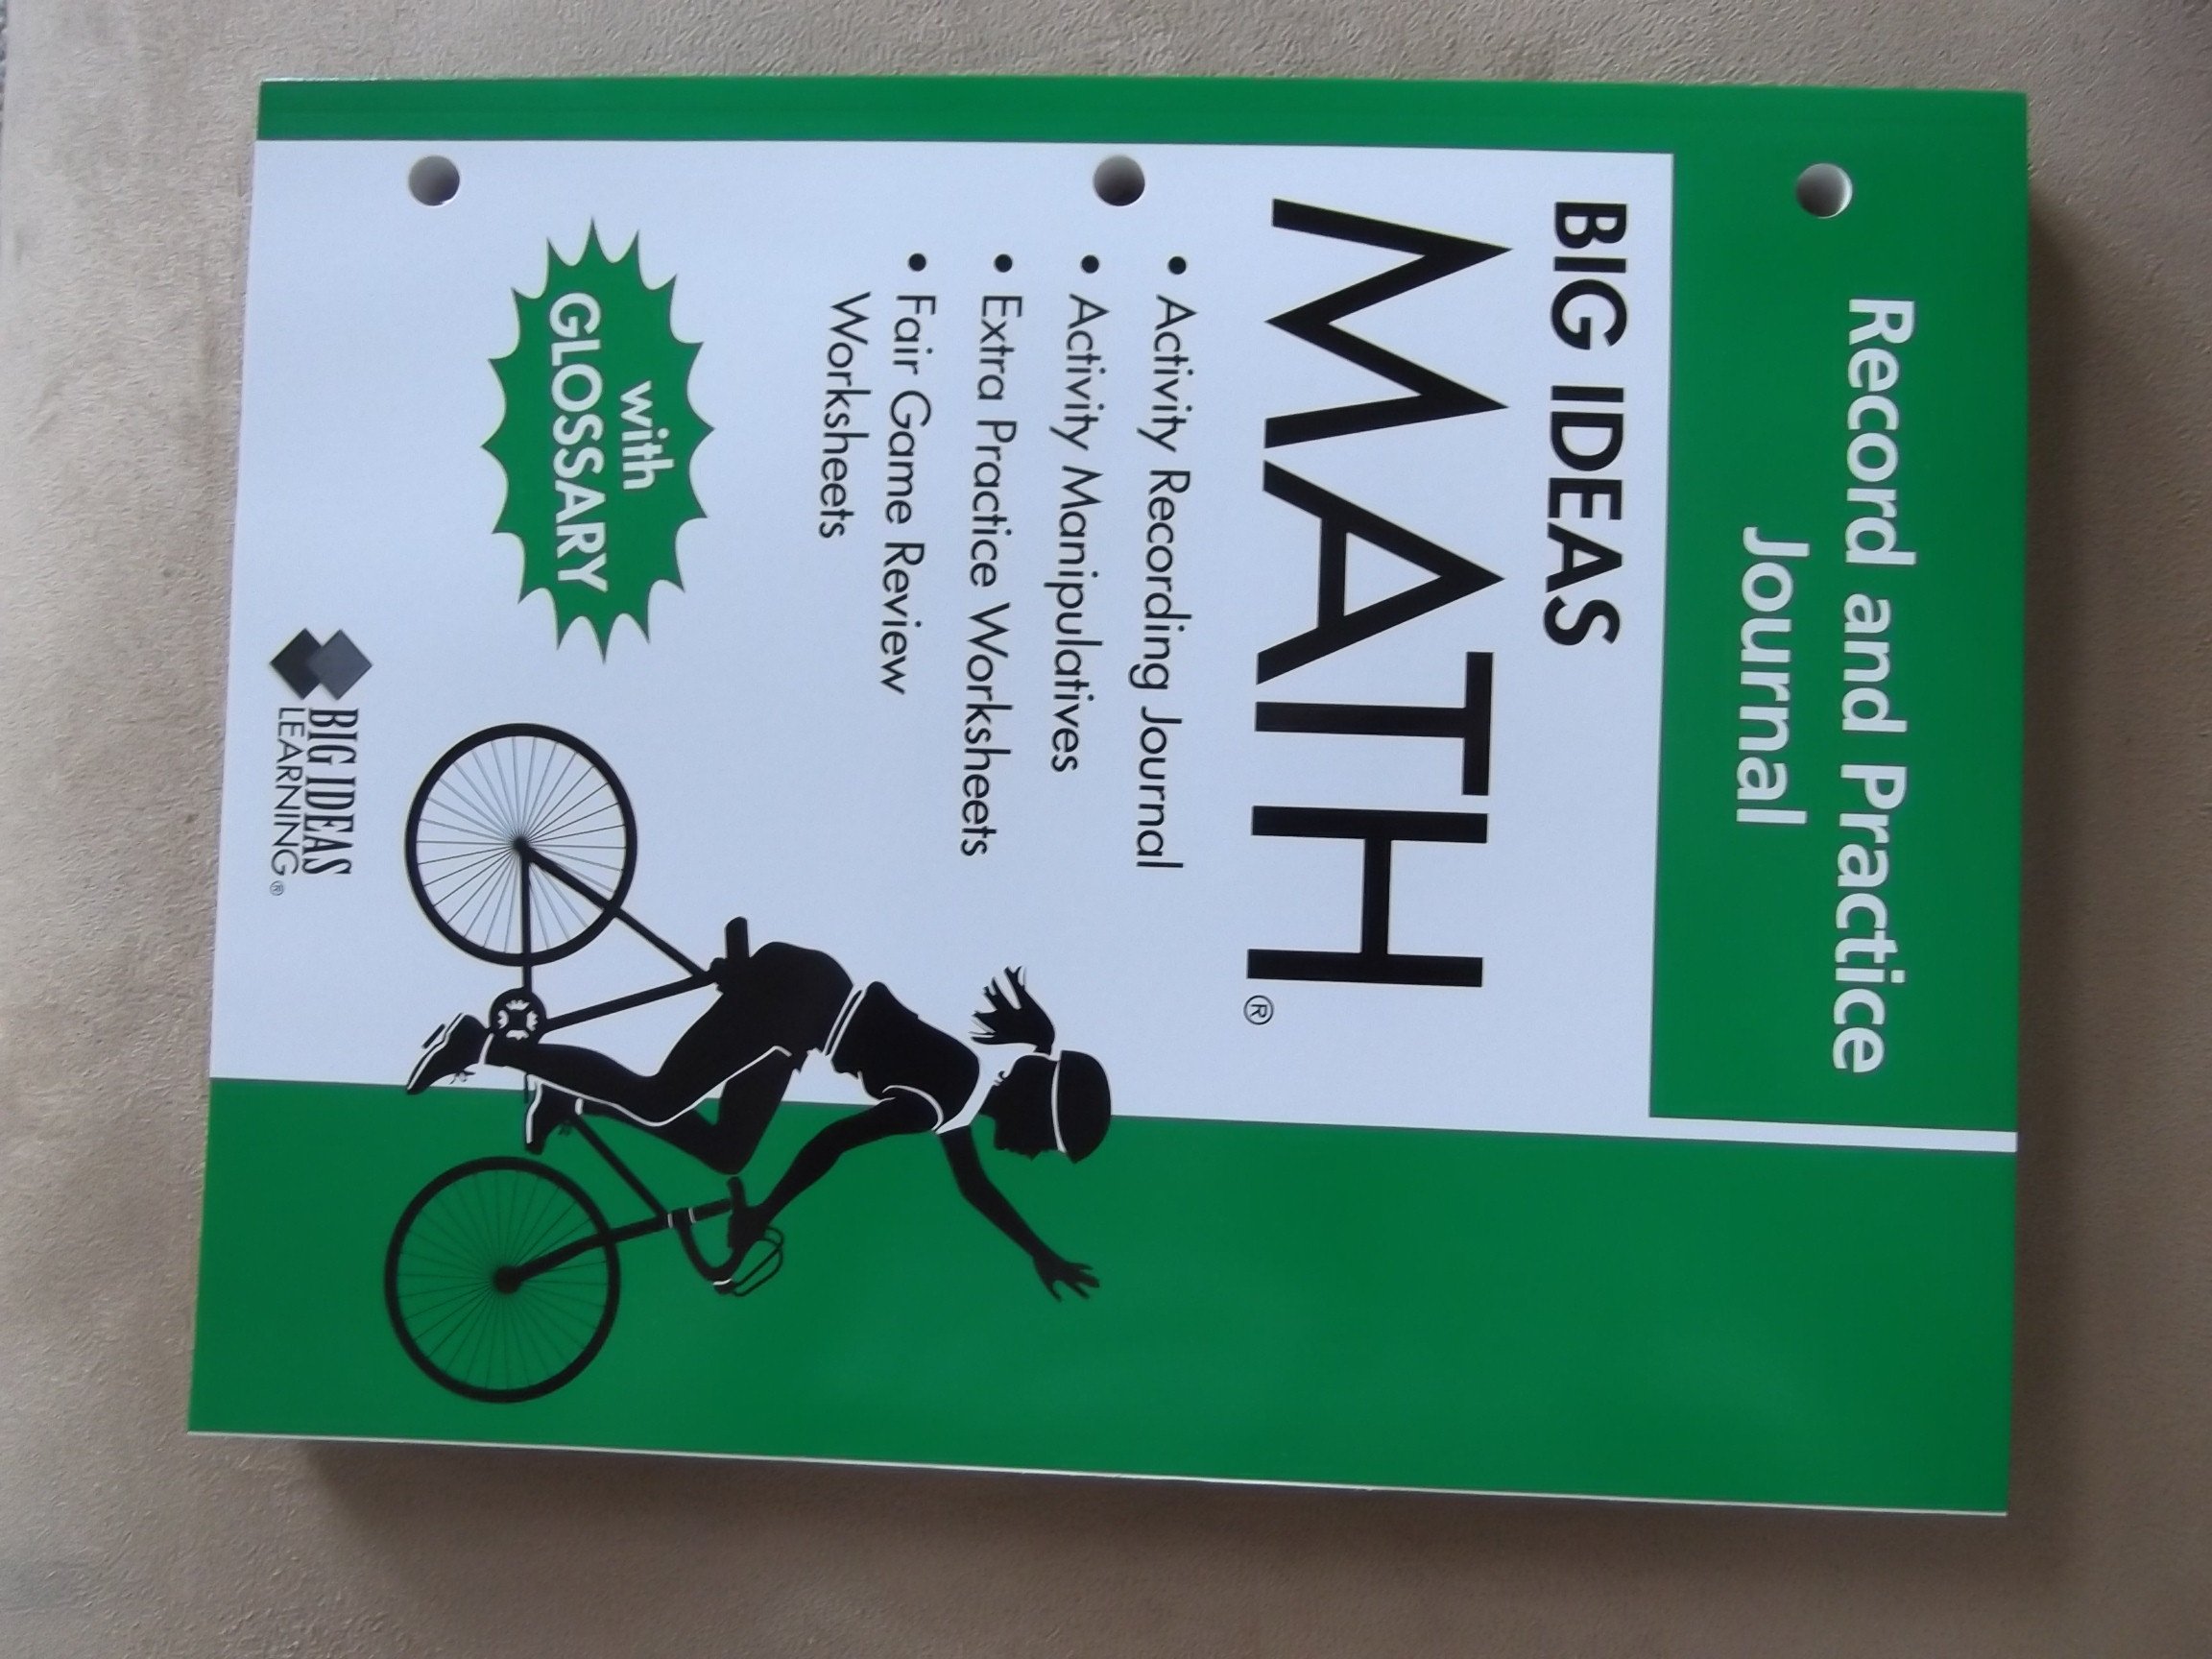 Record and Practice
Journal
BIG IDEAS
MATH®
• Activity Recording Journal
• Activity Manipulatives
• Extra Practice Worksheets
• Fair Game Review
Worksheets
with
GLOSSARY
BIG IDEAS
LEARNING®